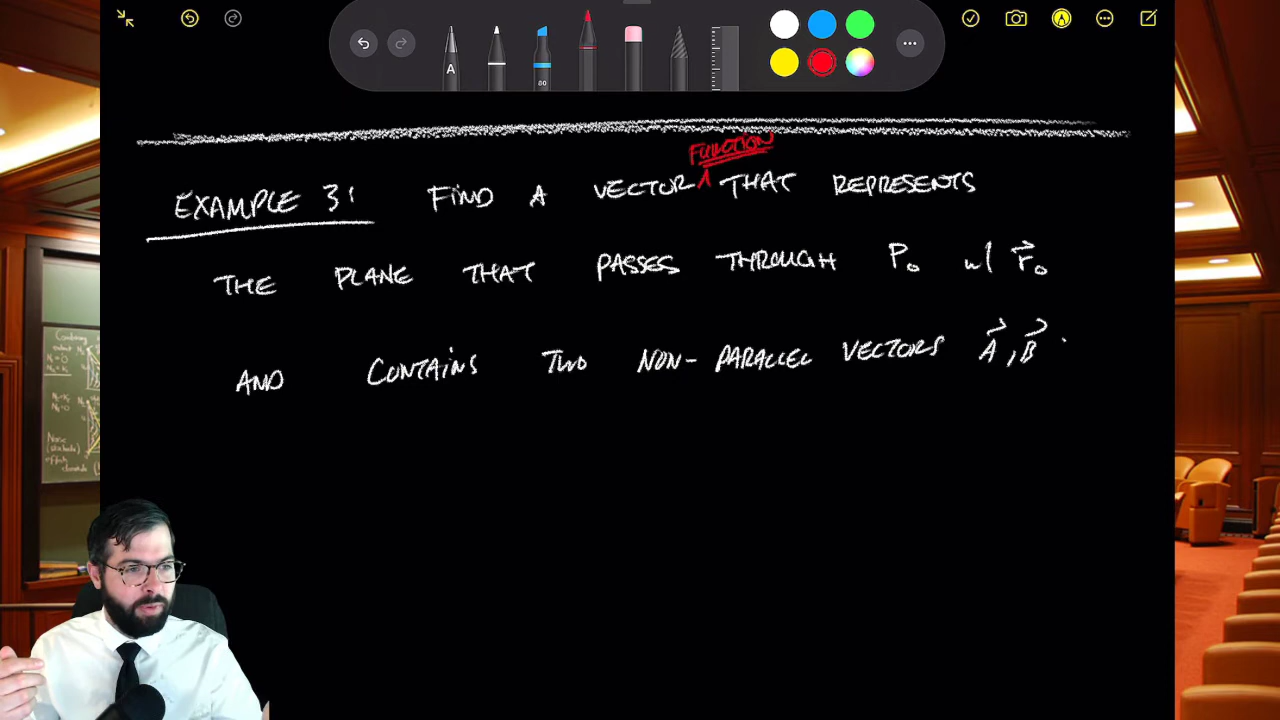 A
80
FUNCTION
EXAMPLE 3: FIND A VECTOR ^ THAT REPRESENTS
THE PLANE THAT PASSES THROUGH P₀ w/ r⃗₀
AND CONTAINS TWO NON-PARALLEL VECTORS A⃗, B⃗.